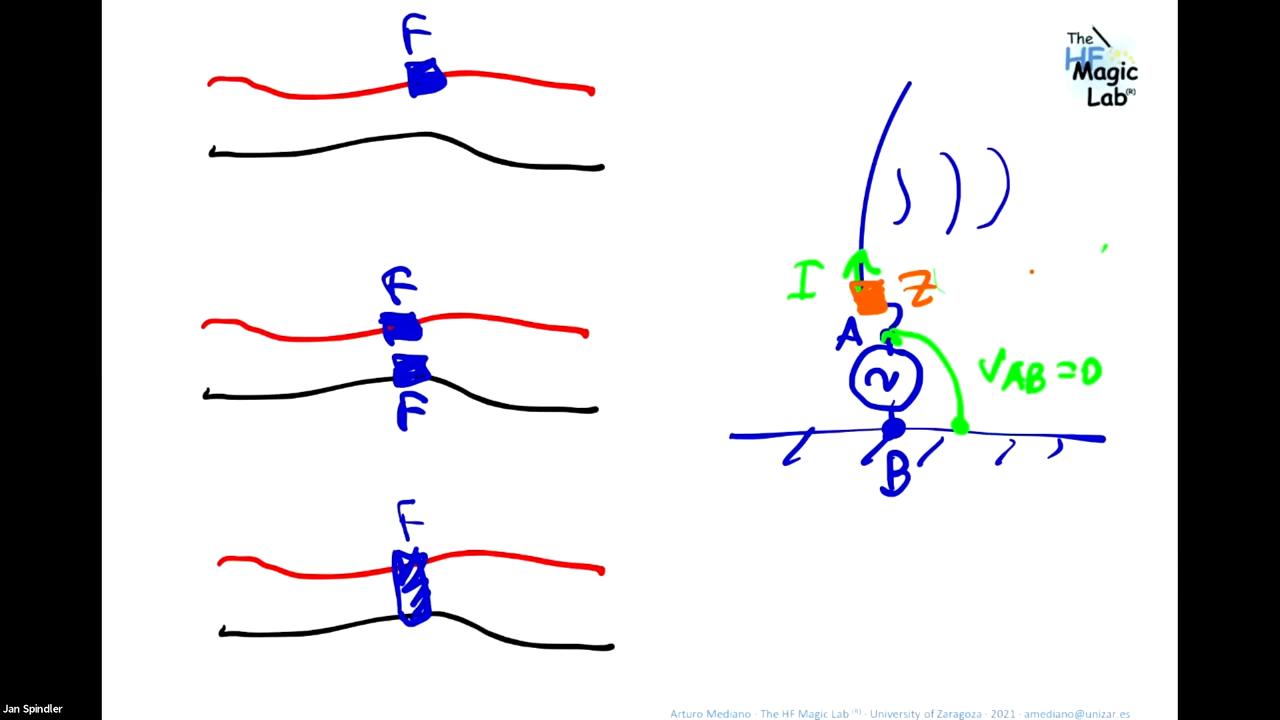 F
The
HF
Magic
Lab(R)
F
I
Z
A
VAB=0
F
B
F
Jan Spindler
Arturo Mediano · The HF Magic Lab (R) · University of Zaragoza · 2021 · amediano@unizar.es